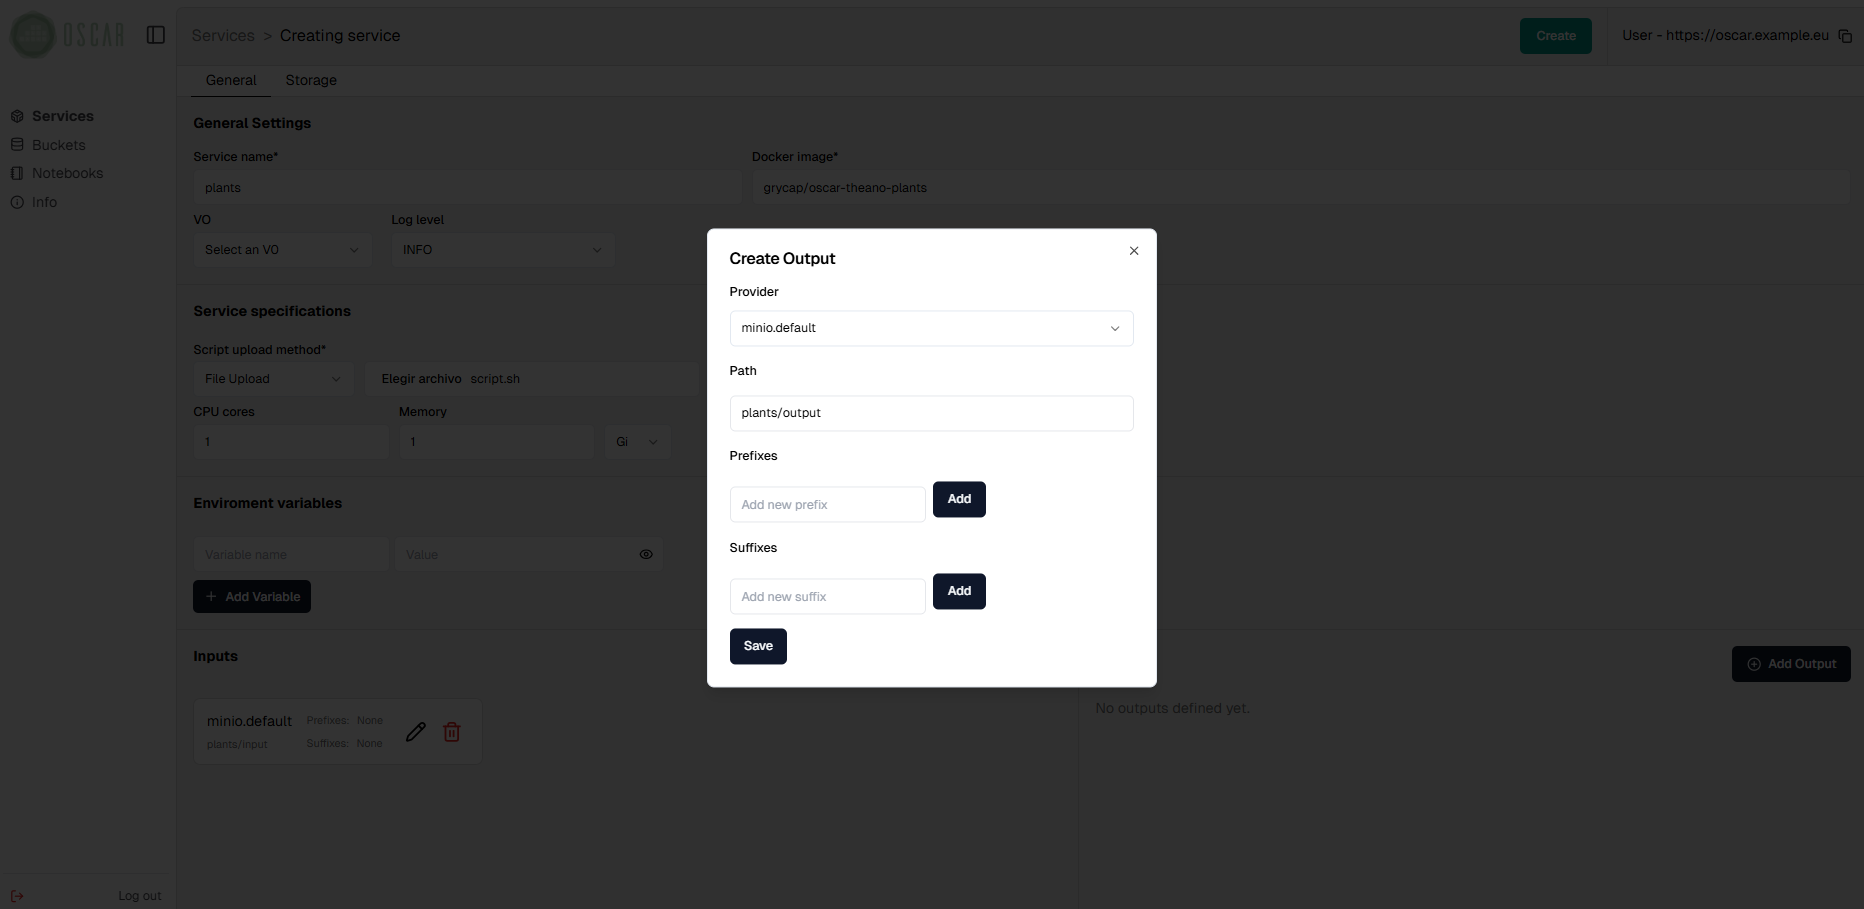 OSCAR
Services > Creating service
Create
User - https://oscar.example.eu
General
Storage
Services
Buckets
Notebooks
Info
General Settings
Service name*
Docker image*
plants
grycap/oscar-theano-plants
VO
Log level
Select an VO
INFO
Service specifications
Script upload method*
File Upload
Elegir archivo script.sh
CPU cores
Memory
1
1
Gi
Enviroment variables
Variable name
Value
Add Variable
Inputs
minio.default
Prefixes: None
plants/input
Suffixes: None
Add Output
No outputs defined yet.
Create Output
Provider
minio.default
Path
plants/output
Prefixes
Add new prefix
Add
Suffixes
Add new suffix
Add
Save
Log out